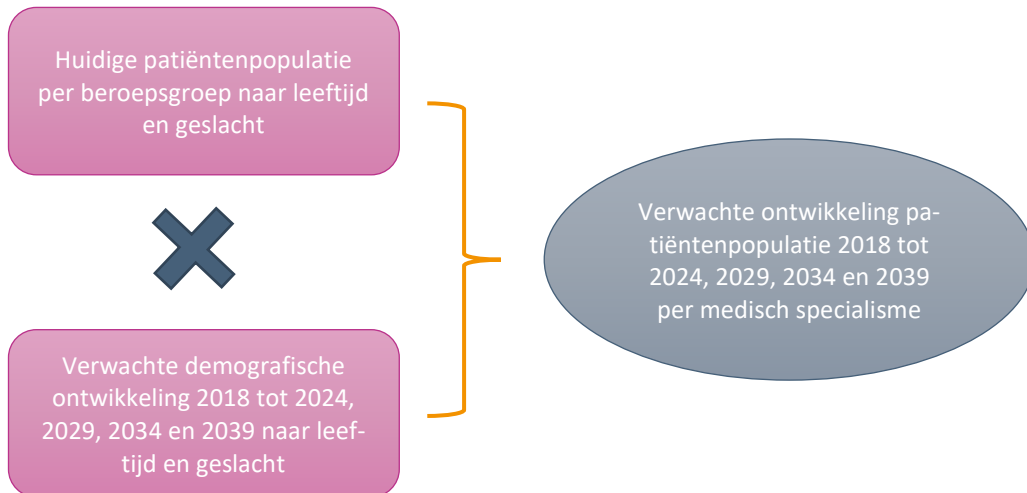 Huidige patiëntenpopulatie
per beroepsgroep naar leeftijd
en geslacht
Verwachte demografische
ontwikkeling 2018 tot 2024,
2029, 2034 en 2039 naar leef-
tijd en geslacht
Verwachte ontwikkeling pa-
tiëntenpopulatie 2018 tot
2024, 2029, 2034 en 2039
per medisch specialisme